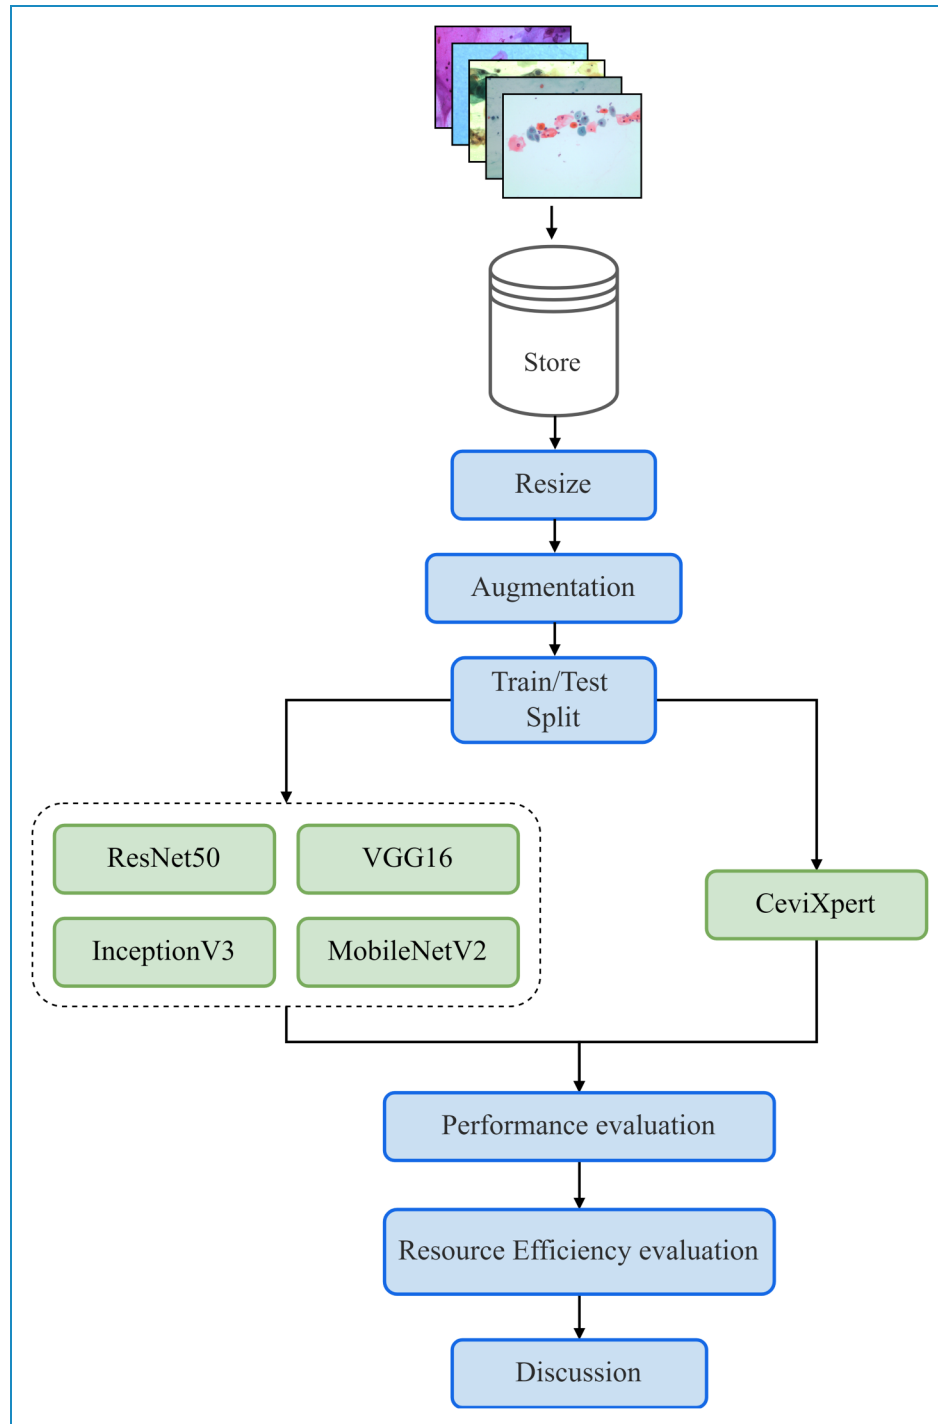 Store
Resize
Augmentation
Train/Test
Split
ResNet50
VGG16
InceptionV3
MobileNetV2
CeviXpert
Performance evaluation
Resource Efficiency evaluation
Discussion